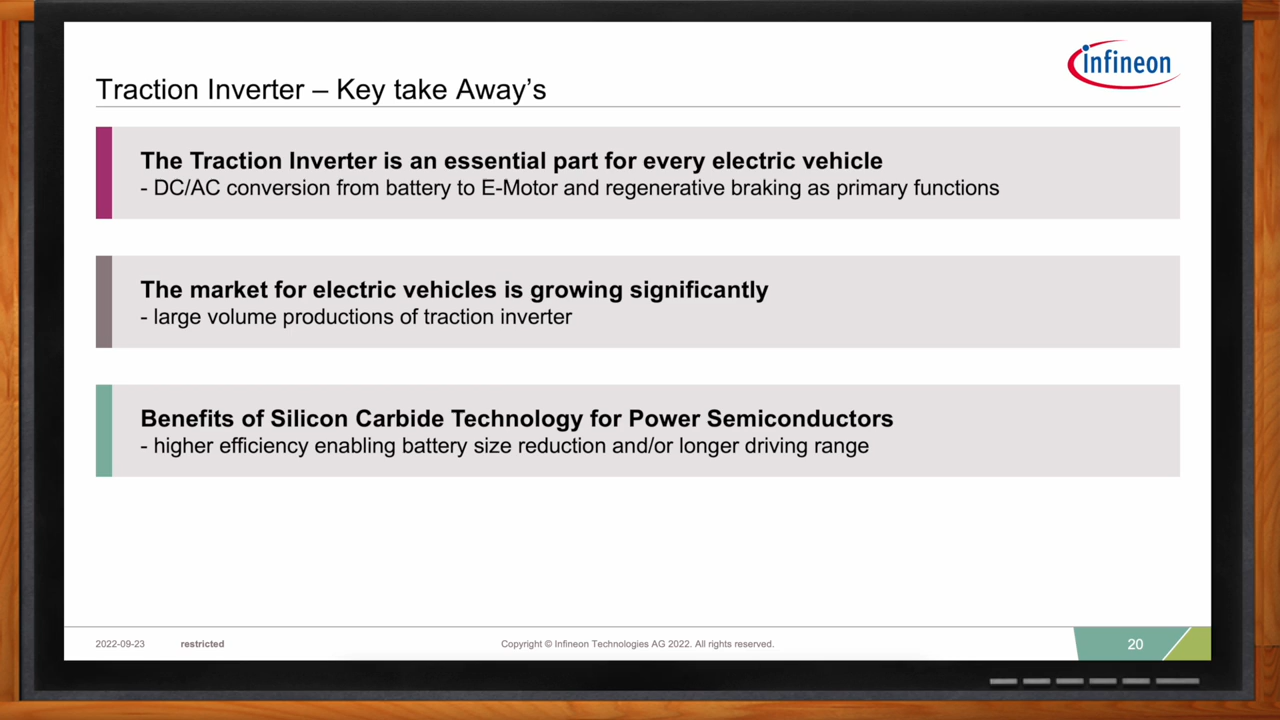 infineon
Traction Inverter – Key take Away’s
The Traction Inverter is an essential part for every electric vehicle
- DC/AC conversion from battery to E-Motor and regenerative braking as primary functions
The market for electric vehicles is growing significantly
- large volume productions of traction inverter
Benefits of Silicon Carbide Technology for Power Semiconductors
- higher efficiency enabling battery size reduction and/or longer driving range
2022-09-23 restricted Copyright © Infineon Technologies AG 2022. All rights reserved. 20